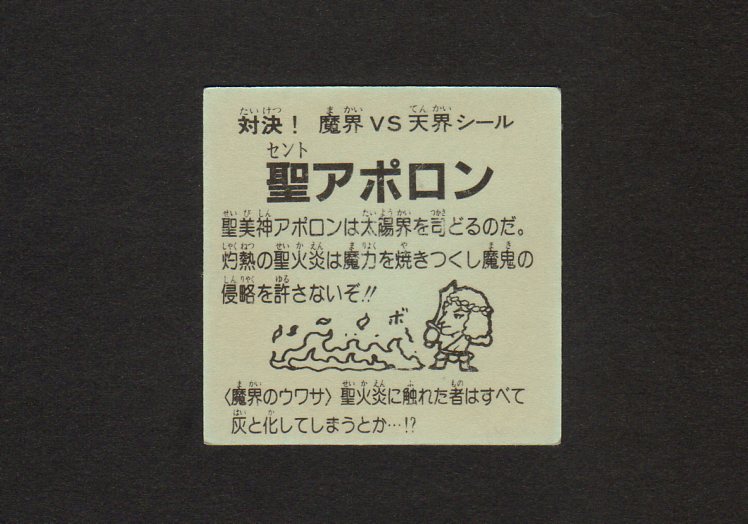 対決！ 魔界VS天界シール
聖アポロン
聖美神アポロンは太陽界を司どるのだ。
灼熱の聖火炎は魔力を焼きつくし魔鬼の
侵略を許さないぞ!!
ボ
〈魔界のウワサ〉聖火炎に触れた者はすべて
灰と化してしまうとか…!?